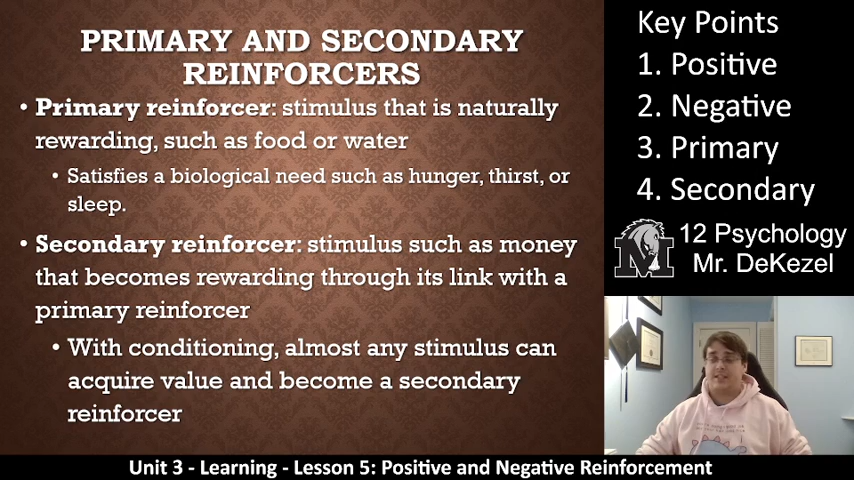 PRIMARY AND SECONDARY
REINFORCERS
• Primary reinforcer: stimulus that is naturally
rewarding, such as food or water
• Satisfies a biological need such as hunger, thirst, or
sleep.
• Secondary reinforcer: stimulus such as money
that becomes rewarding through its link with a
primary reinforcer
• With conditioning, almost any stimulus can
acquire value and become a secondary
reinforcer
Key Points
1. Positive
2. Negative
3. Primary
4. Secondary
M
12 Psychology
Mr. DeKezel
Unit 3 - Learning - Lesson 5: Positive and Negative Reinforcement